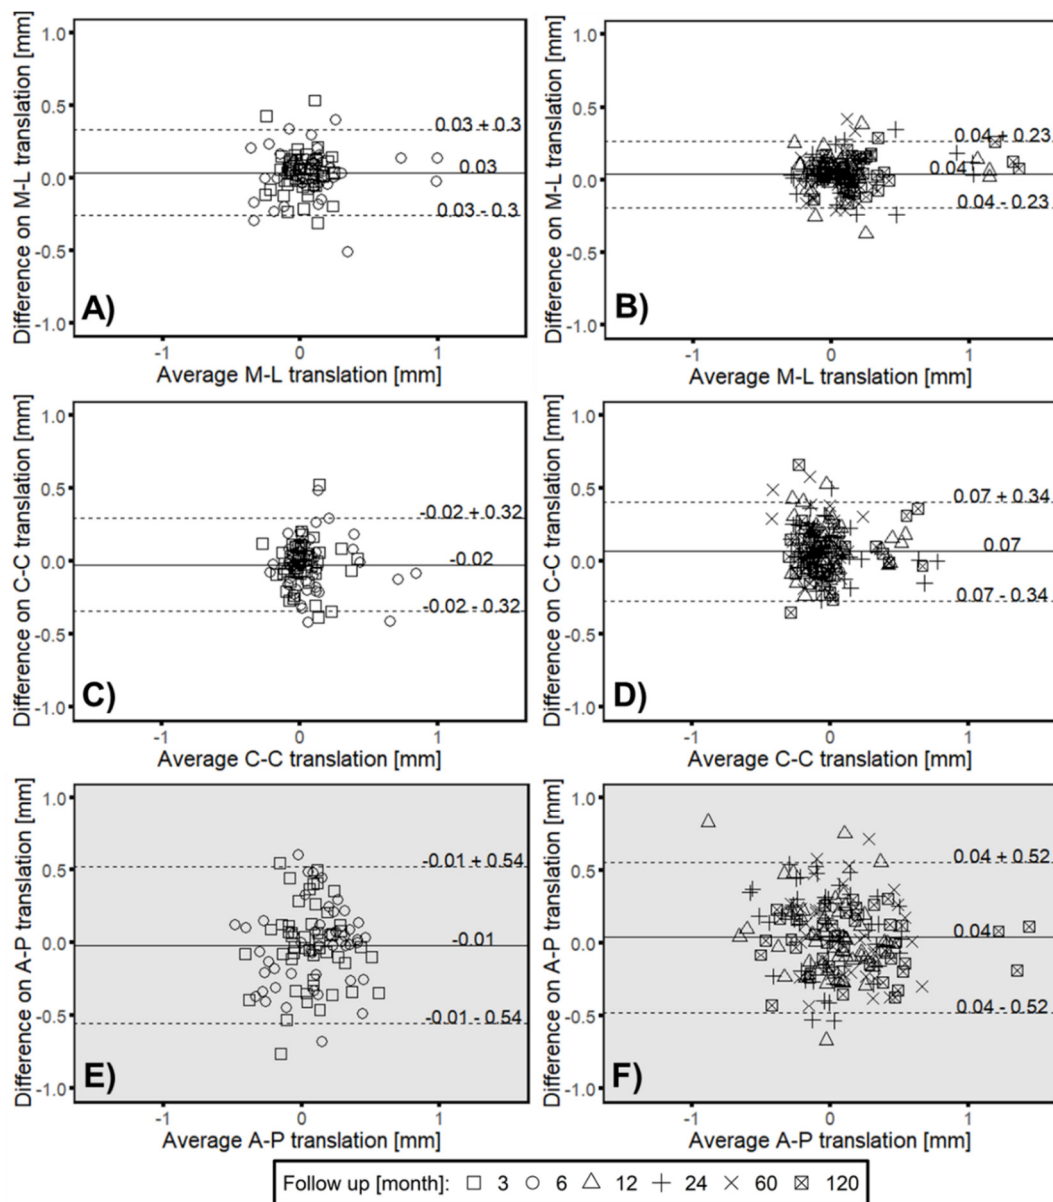 Difference on M-L translation [mm]
1.0
0.5
0.0
-0.5
-1.0
0.03 + 0.3
0.03
0.03 - 0.3
A)
-1
0
1
Average M-L translation [mm]
Difference on M-L translation [mm]
1.0
0.5
0.0
-0.5
-1.0
0.04 + 0.23
0.04
0.04 - 0.23
B)
-1
0
1
Average M-L translation [mm]
Difference on C-C translation [mm]
1.0
0.5
0.0
-0.5
-1.0
-0.02 + 0.32
-0.02
-0.02 - 0.32
C)
-1
0
1
Average C-C translation [mm]
Difference on C-C translation [mm]
1.0
0.5
0.0
-0.5
-1.0
0.07 + 0.34
0.07
0.07 - 0.34
D)
-1
0
1
Average C-C translation [mm]
Difference on A-P translation [mm]
1.0
0.5
0.0
-0.5
-1.0
-0.01 + 0.54
-0.01
-0.01 - 0.54
E)
-1
0
1
Average A-P translation [mm]
Difference on A-P translation [mm]
1.0
0.5
0.0
-0.5
-1.0
0.04 + 0.52
0.04
0.04 - 0.52
F)
-1
0
1
Average A-P translation [mm]
Follow up [month]: 3 6 12 24 60 120